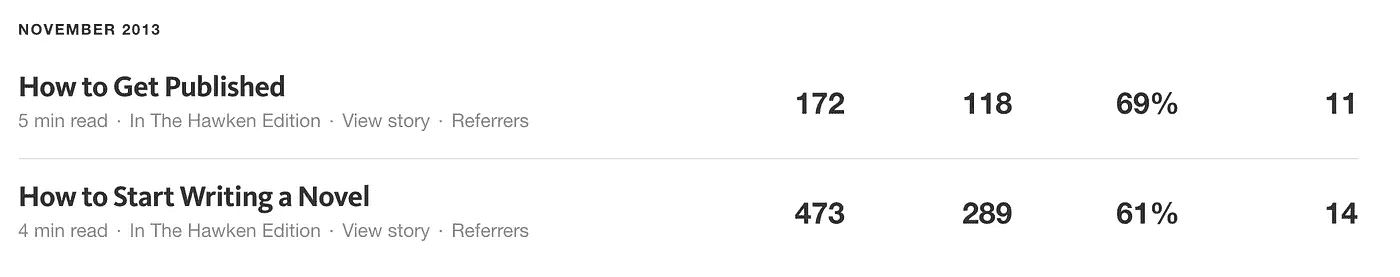 NOVEMBER 2013
How to Get Published
5 min read · In The Hawken Edition · View story · Referrers
172 118 69% 11
How to Start Writing a Novel
4 min read · In The Hawken Edition · View story · Referrers
473 289 61% 14